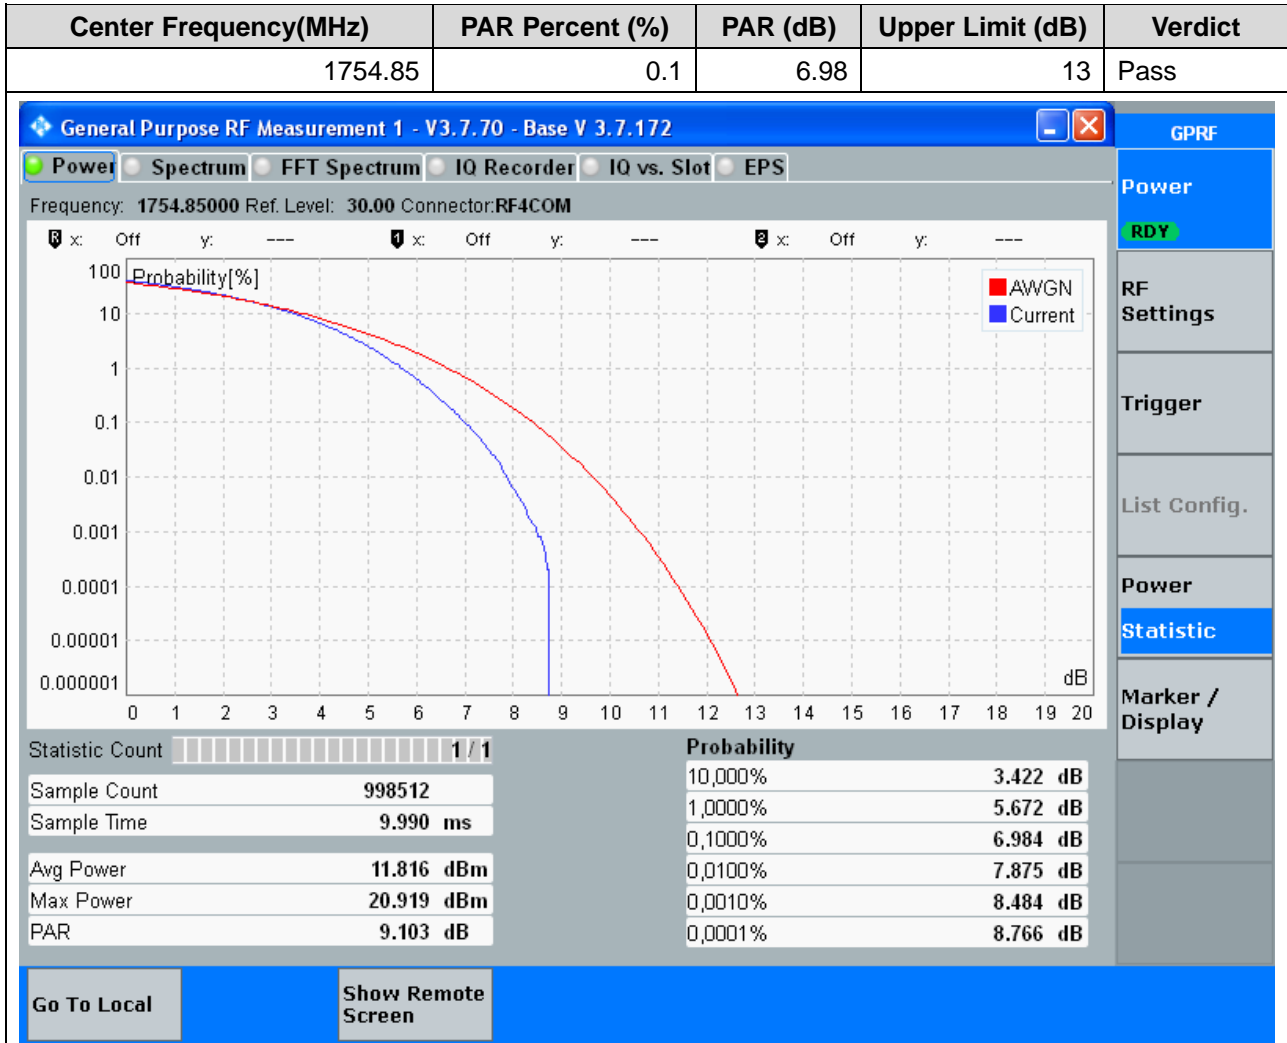 Center Frequency(MHz) PAR Percent (%) PAR (dB) Upper Limit (dB) Verdict
1754.85 0.1 6.98 13 Pass
General Purpose RF Measurement 1 - V3.7.70 - Base V 3.7.172
GPRF
Power Spectrum FFT Spectrum IQ Recorder IQ vs. Slot EPS
Frequency: 1754.85000 Ref. Level: 30.00 Connector:RF4COM
R x: Off y: --- 1 x: Off y: --- 2 x: Off y: ---
Probability[%]
AWGN
Current
100
10
1
0.1
0.01
0.001
0.0001
0.00001
0.000001
dB
0 1 2 3 4 5 6 7 8 9 10 11 12 13 14 15 16 17 18 19 20
Statistic Count 1 / 1
Sample Count 998512
Sample Time 9.990 ms
Avg Power 11.816 dBm
Max Power 20.919 dBm
PAR 9.103 dB
Probability
10,000% 3.422 dB
1,0000% 5.672 dB
0,1000% 6.984 dB
0,0100% 7.875 dB
0,0010% 8.484 dB
0,0001% 8.766 dB
Power
RDY
RF
Settings
Trigger
List Config.
Power
Statistic
Marker /
Display
Go To Local
Show Remote
Screen